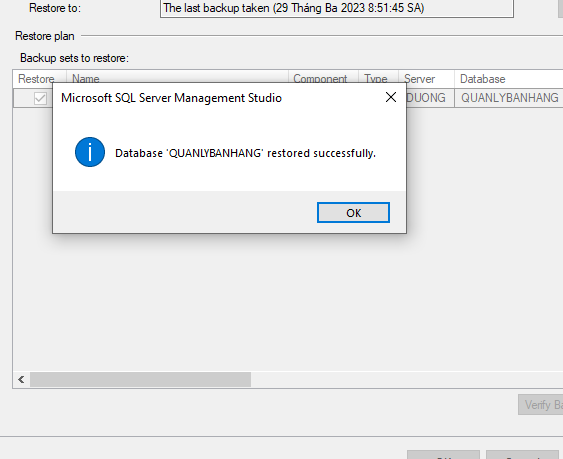 Restore to:
The last backup taken (29 Tháng Ba 2023 8:51:45 SA)
Restore plan
Backup sets to restore:
Restore Name Component Type Server Database
DUONG QUANLYBANHANG
Microsoft SQL Server Management Studio
Database 'QUANLYBANHANG' restored successfully.
OK
Verify Ba